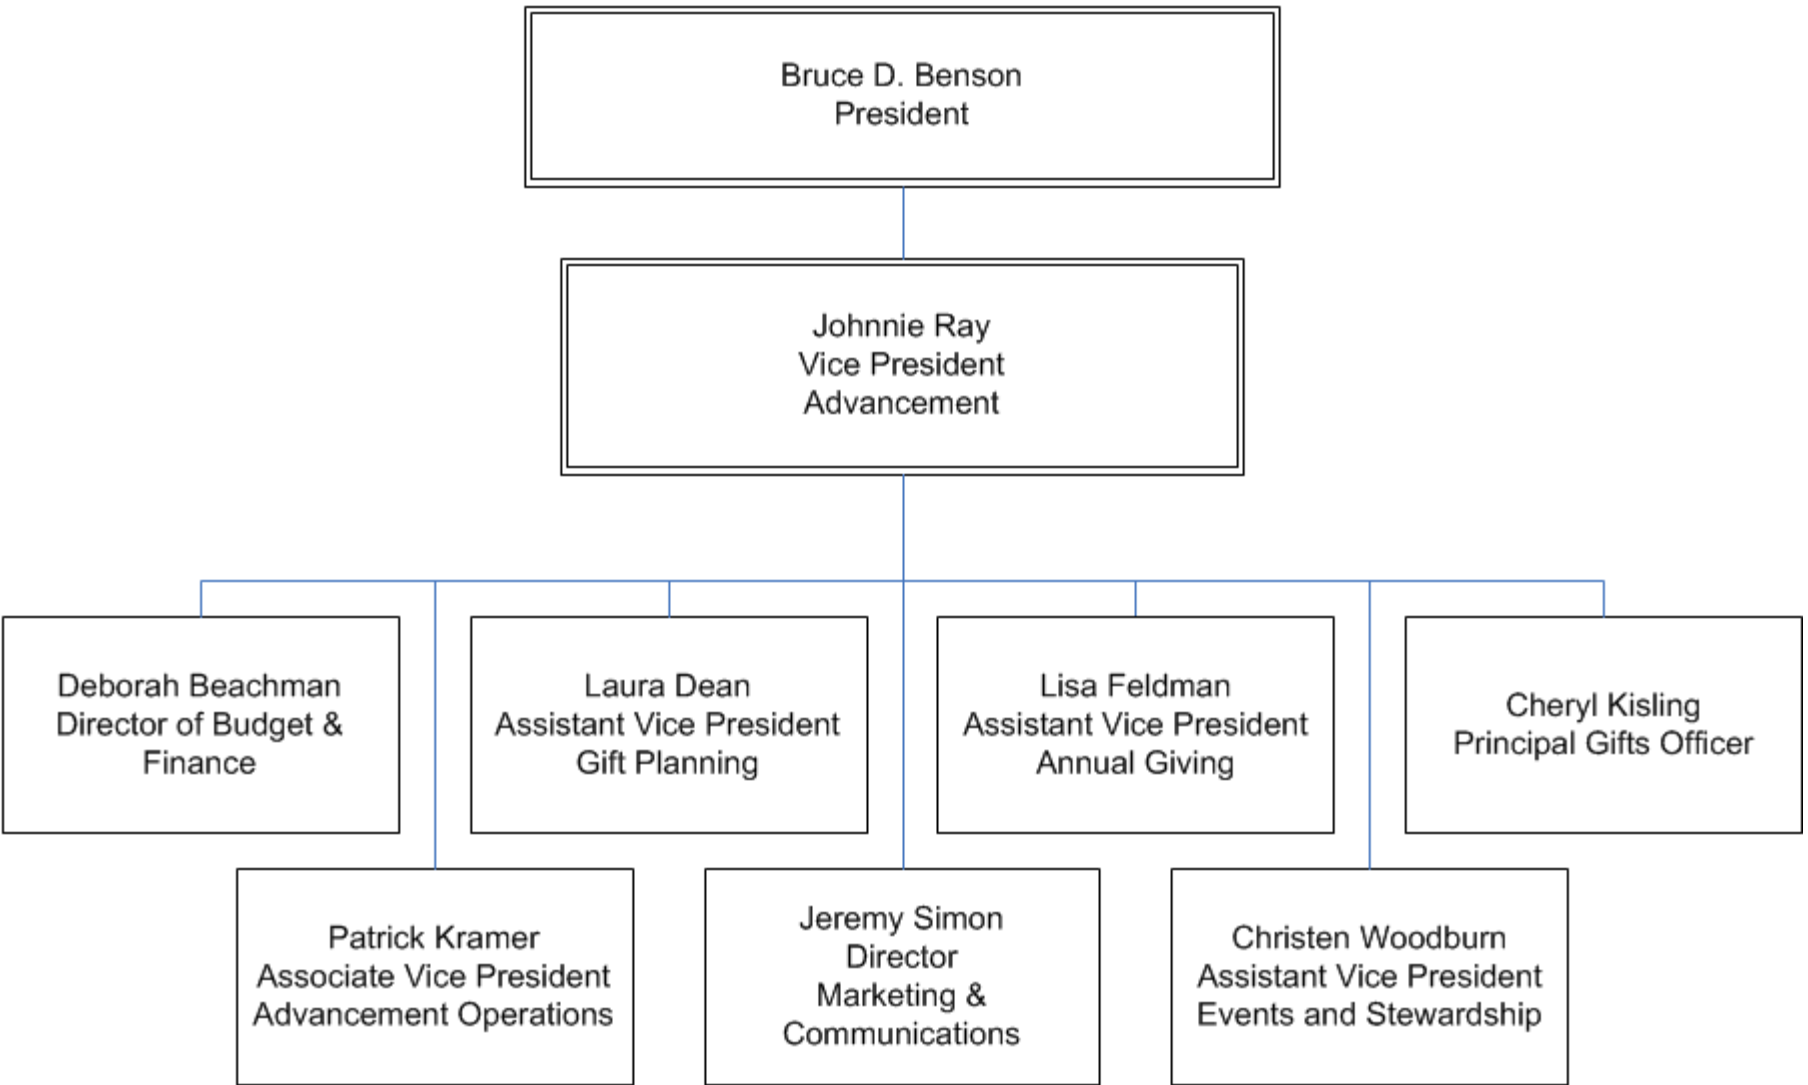 Bruce D. Benson
President
Johnnie Ray
Vice President
Advancement
Deborah Beachman
Director of Budget &
Finance
Laura Dean
Assistant Vice President
Gift Planning
Lisa Feldman
Assistant Vice President
Annual Giving
Cheryl Kisling
Principal Gifts Officer
Patrick Kramer
Associate Vice President
Advancement Operations
Jeremy Simon
Director
Marketing &
Communications
Christen Woodburn
Assistant Vice President
Events and Stewardship